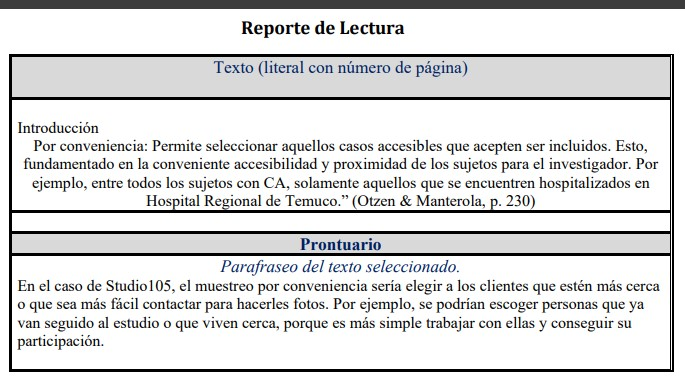 Reporte de Lectura
Texto (literal con número de página)
Introducción
Por conveniencia: Permite seleccionar aquellos casos accesibles que acepten ser incluidos. Esto,
fundamentado en la conveniente accesibilidad y proximidad de los sujetos para el investigador. Por
ejemplo, entre todos los sujetos con CA, solamente aquellos que se encuentren hospitalizados en
Hospital Regional de Temuco.” (Otzen & Manterola, p. 230)
Prontuario
Parafraseo del texto seleccionado.
En el caso de Studio105, el muestreo por conveniencia sería elegir a los clientes que estén más cerca
o que sea más fácil contactar para hacerles fotos. Por ejemplo, se podrían escoger personas que ya
van seguido al estudio o que viven cerca, porque es más simple trabajar con ellas y conseguir su
participación.